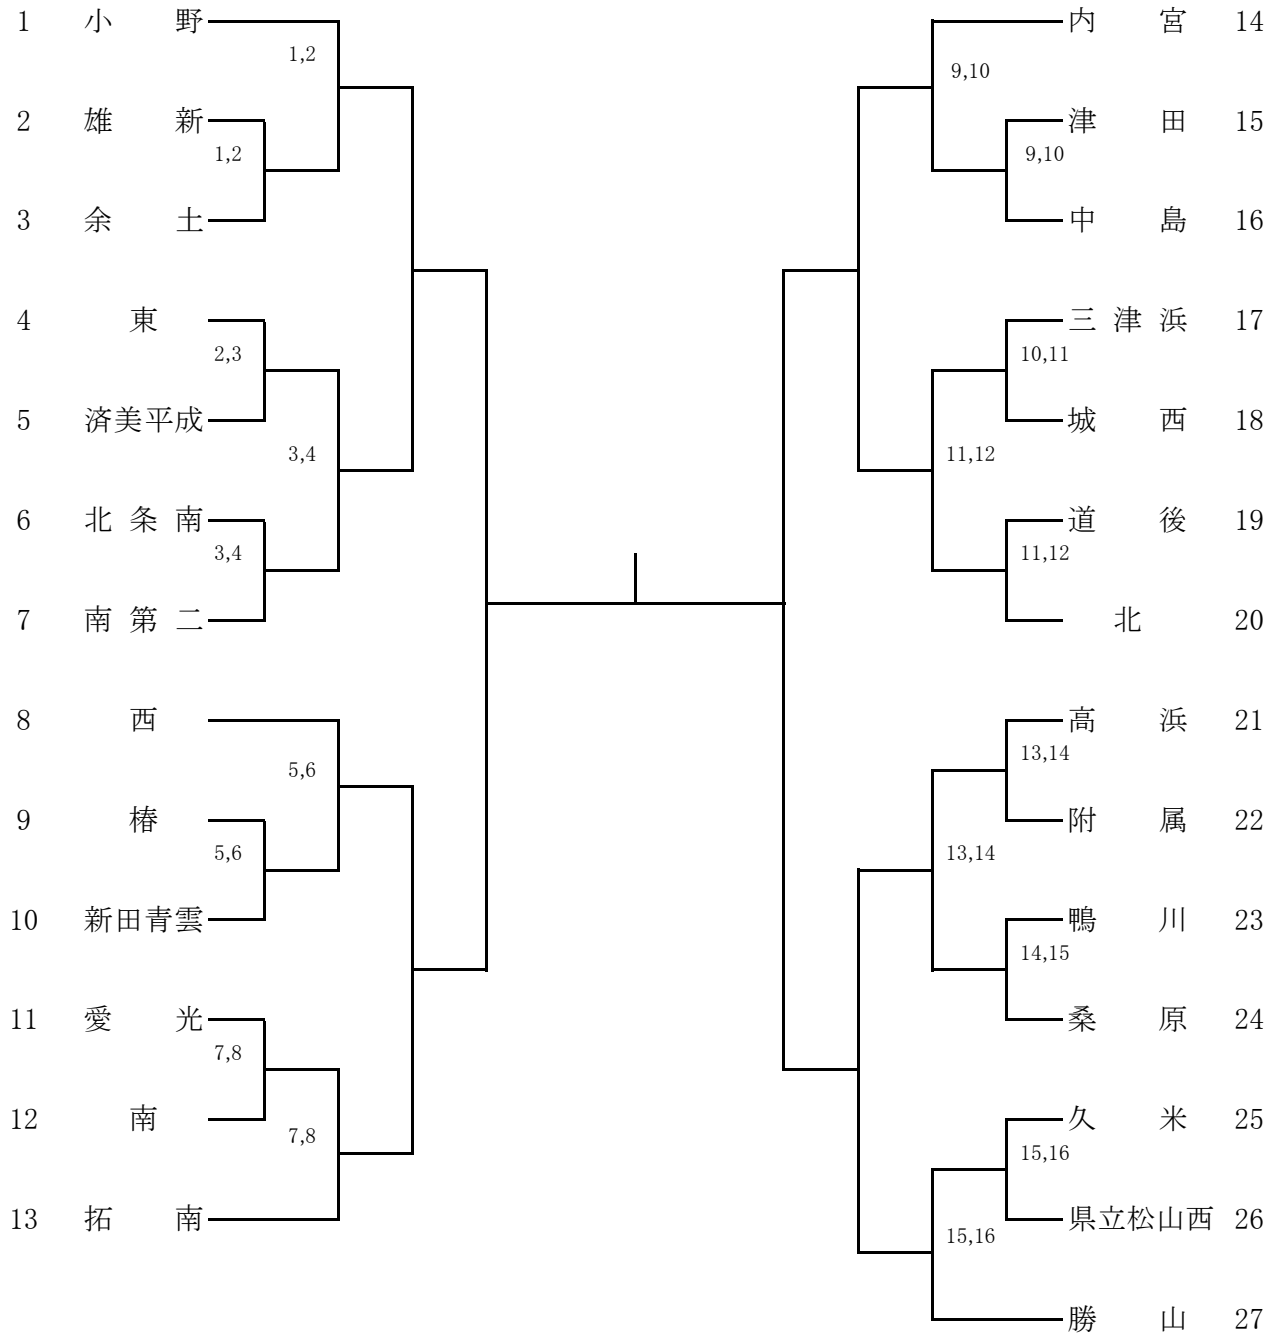 1 小野
1,2
2 雄新
1,2
3 余土
4 東
2,3
5 済美平成
3,4
6 北条南
3,4
7 南第二
8 西
5,6
9 椿
5,6
10 新田青雲
11 愛光
7,8
12 南
7,8
13 拓南
内宮 14
9,10
津田 15
9,10
中島 16
三津浜 17
10,11
城西 18
11,12
道後 19
11,12
北 20
高浜 21
13,14
附属 22
13,14
鴨川 23
14,15
桑原 24
久米 25
15,16
県立松山西 26
15,16
勝山 27